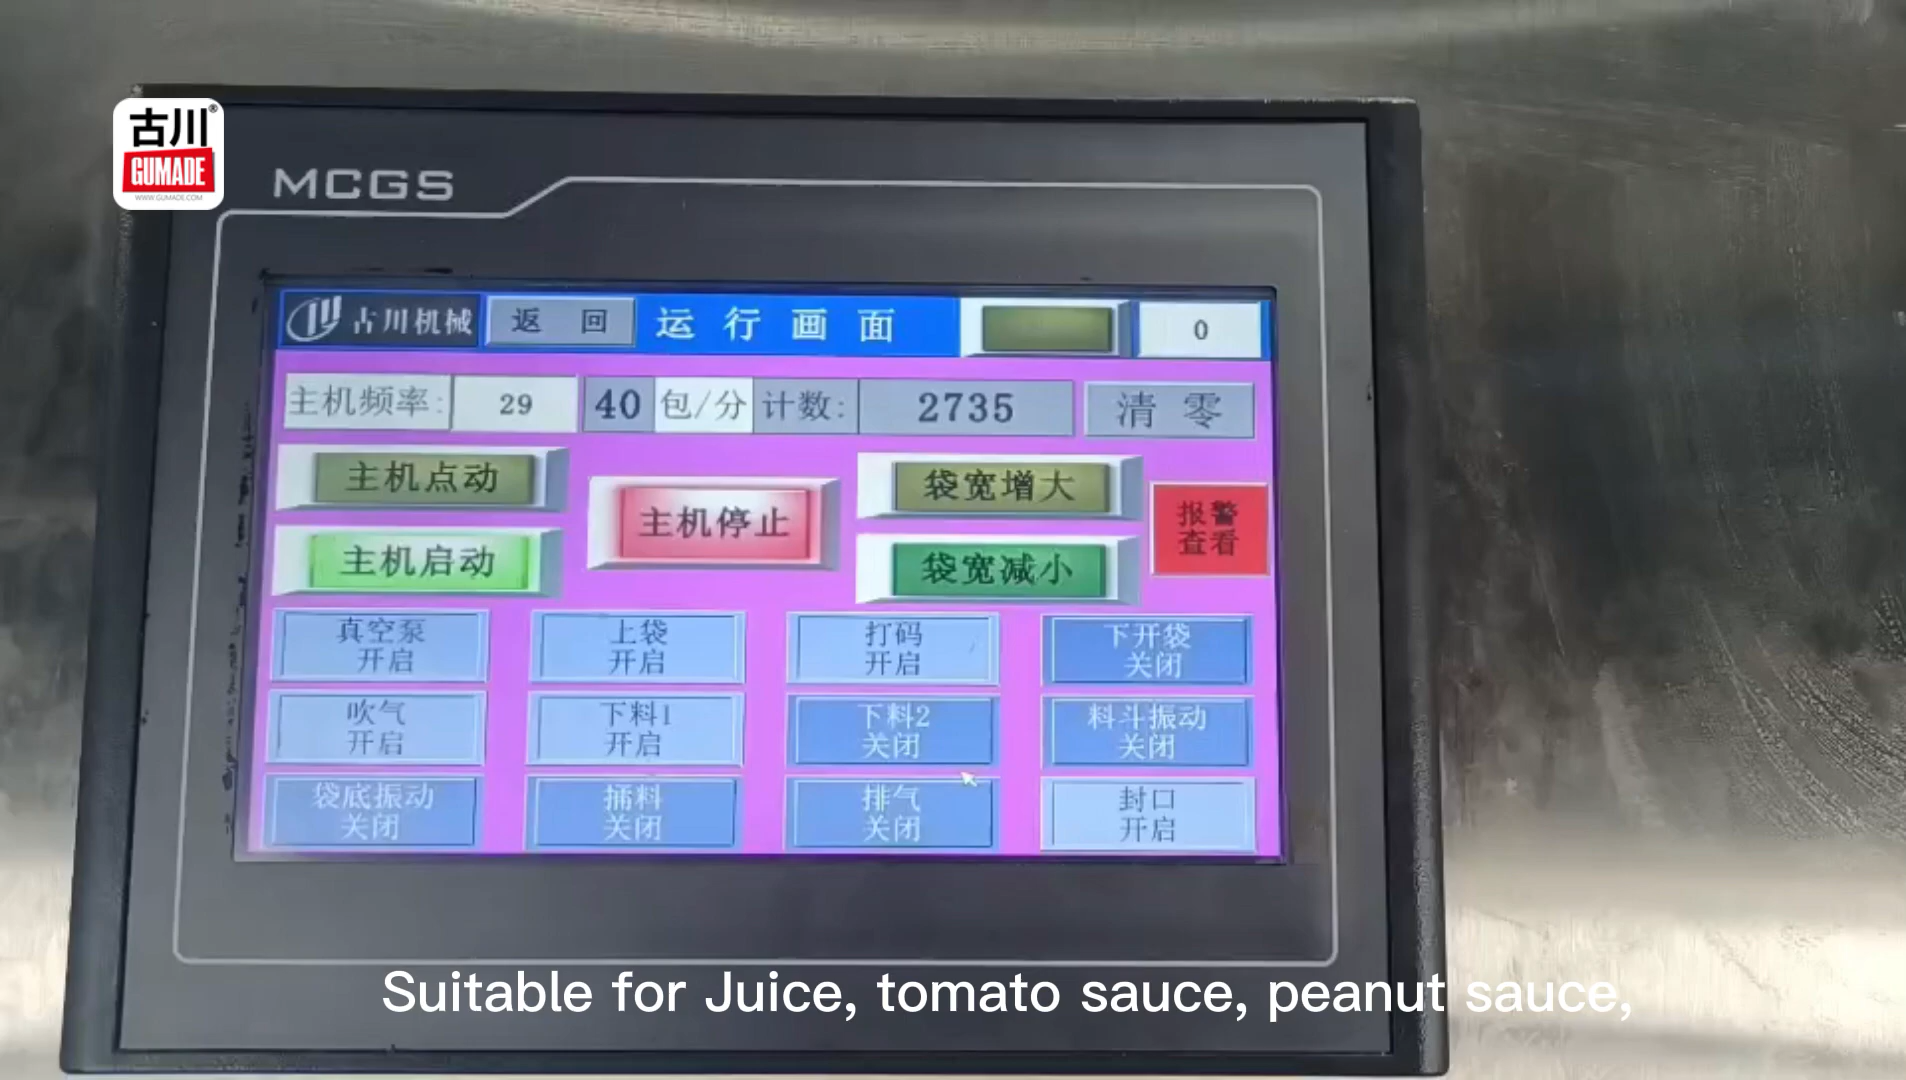 古川®
GUMADE
WWW.GUMADE.COM
MCGS
古川机械 返 回 运 行 画 面 0
主机频率: 29 40 包/分 计数: 2735 清 零
主机点动
主机启动
主机停止
袋宽增大
袋宽减小
报警
查看
真空泵
开启
上袋
开启
打码
开启
下开袋
关闭
吹气
开启
下料1
开启
下料2
关闭
料斗振动
关闭
袋底振动
关闭
捅料
关闭
排气
关闭
封口
开启
Suitable for Juice, tomato sauce, peanut sauce,